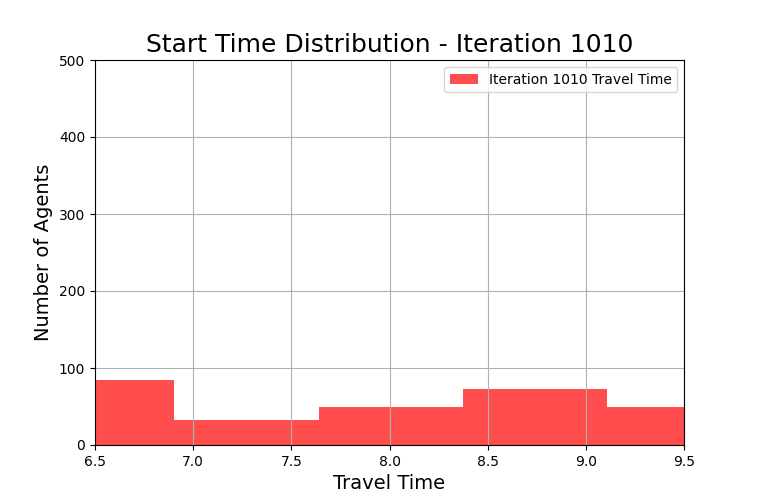 Start Time Distribution - Iteration 1010
Iteration 1010 Travel Time
Number of Agents
500
400
300
200
100
0
6.5 7.0 7.5 8.0 8.5 9.0 9.5
Travel Time